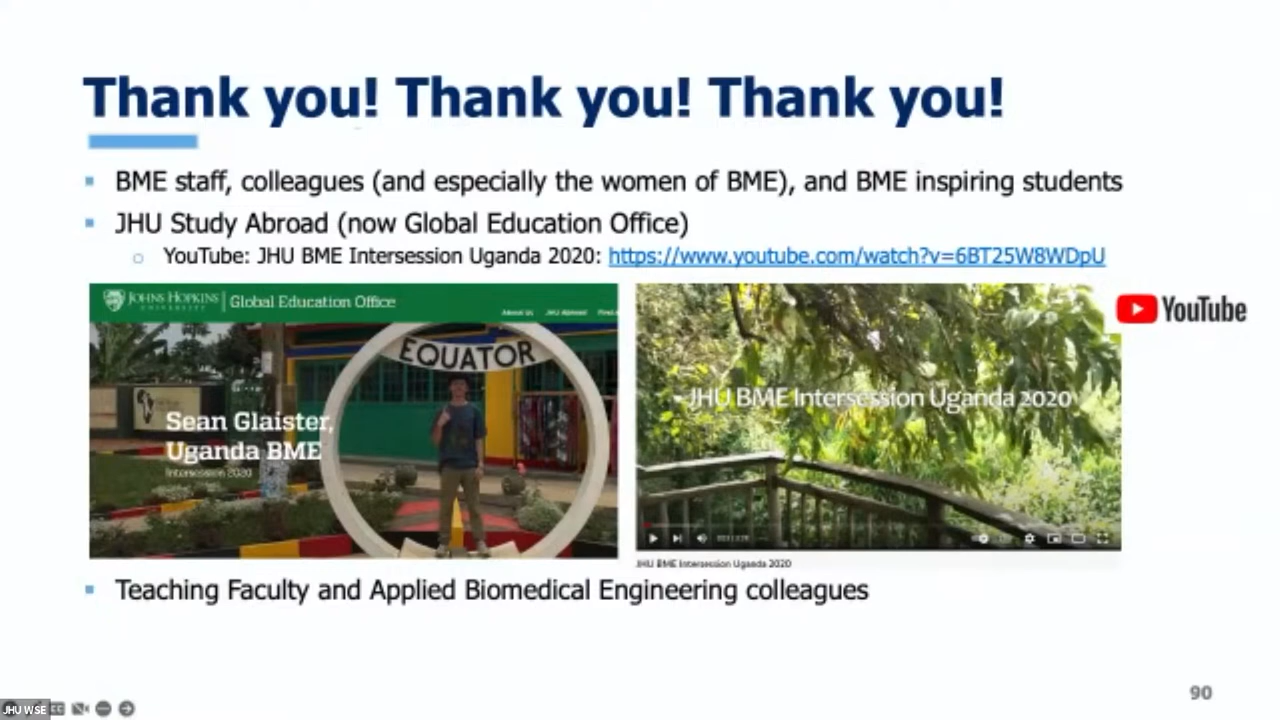 Thank you! Thank you! Thank you!
BME staff, colleagues (and especially the women of BME), and BME inspiring students
JHU Study Abroad (now Global Education Office)
YouTube: JHU BME Intersession Uganda 2020: https://www.youtube.com/watch?v=6BT25W8WDpU
JOHNS HOPKINS
UNIVERSITY
Global Education Office
About Us JHU Abroad
EQUATOR
Sean Glaister,
Uganda BME
Intersession 2020
JHU BME Intersession Uganda 2020
YouTube
JHU BME Intersession Uganda 2020
Teaching Faculty and Applied Biomedical Engineering colleagues
90
JHU WSE